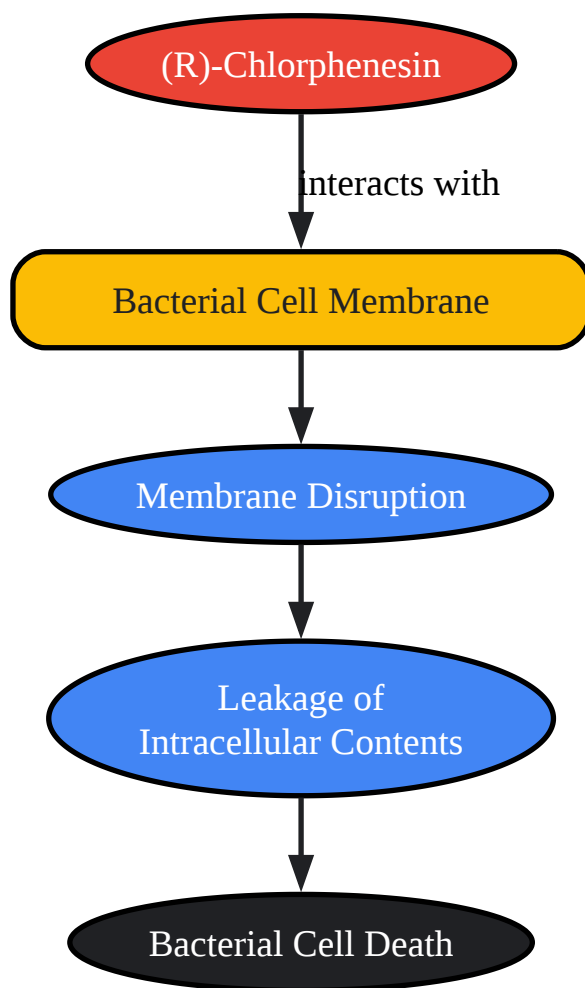 (R)-Chlorphenesin
interacts with
Bacterial Cell Membrane
Membrane Disruption
Leakage of
Intracellular Contents
Bacterial Cell Death